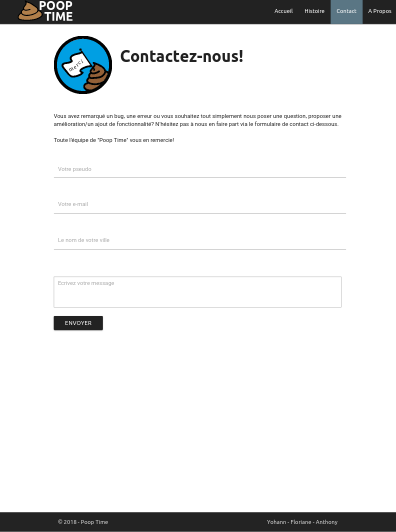 POOP
TIME
Accueil Histoire Contact A Propos
merci
Contactez-nous!
Vous avez remarqué un bug, une erreur ou vous souhaitez tout simplement nous poser une question, proposer une
amélioration/un ajout de fonctionnalité? N'hésitez pas à nous en faire part via le formulaire de contact ci-dessous.
Toute l'équipe de "Poop Time" vous en remercie!
Votre pseudo
Votre e-mail
Le nom de votre ville
Ecrivez votre message
ENVOYER
© 2018 - Poop Time
Yohann - Floriane - Anthony